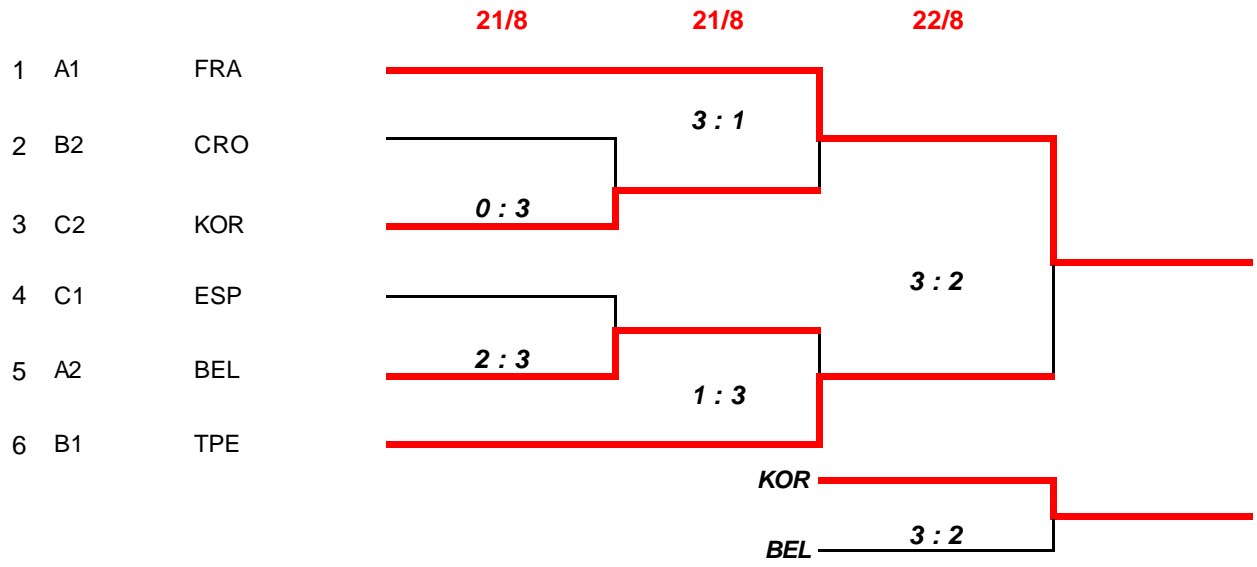 21/8 21/8 22/8
1 A1 FRA
3 : 1
2 B2 CRO
0 : 3
3 C2 KOR
3 : 2
4 C1 ESP
2 : 3
5 A2 BEL
1 : 3
6 B1 TPE
KOR
3 : 2
BEL